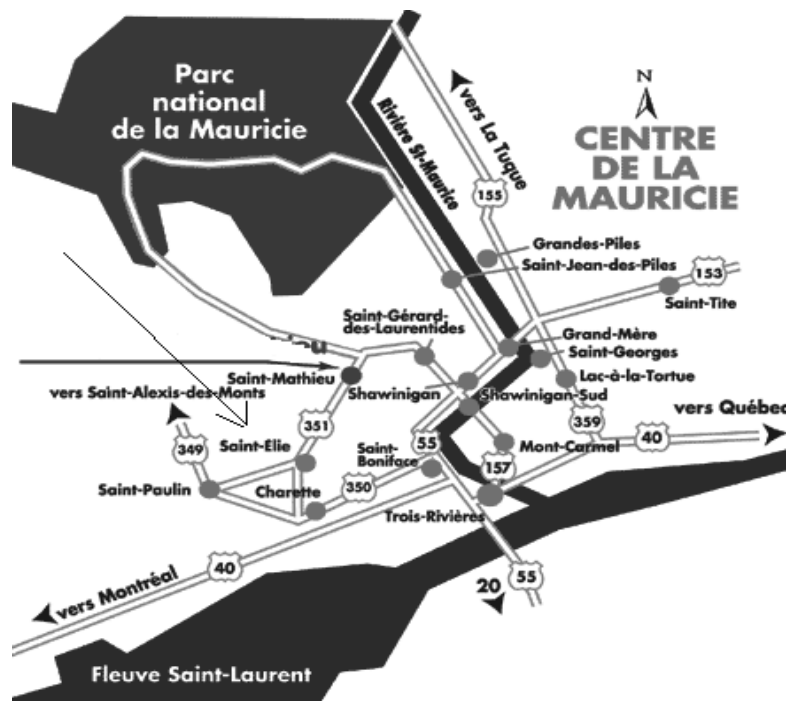 Parc
national
de la Mauricie
N
CENTRE
DE LA
MAURICIE
Rivière St-Maurice
vers La Tuque
155
Grandes-Piles
Saint-Jean-des-Piles
153
Saint-Tite
Saint-Gérard-
des-Laurentides
Grand-Mère
Saint-Georges
Saint-Mathieu
Lac-à-la-Tortue
vers Saint-Alexis-des-Monts
Shawinigan
Shawinigan-Sud
vers Québec
351
359
349
Saint-Élie
55
40
Saint-
Boniface
Mont-Carmel
157
Saint-Paulin
Charette
350
Trois-Rivières
40
vers Montréal
20
55
Fleuve Saint-Laurent